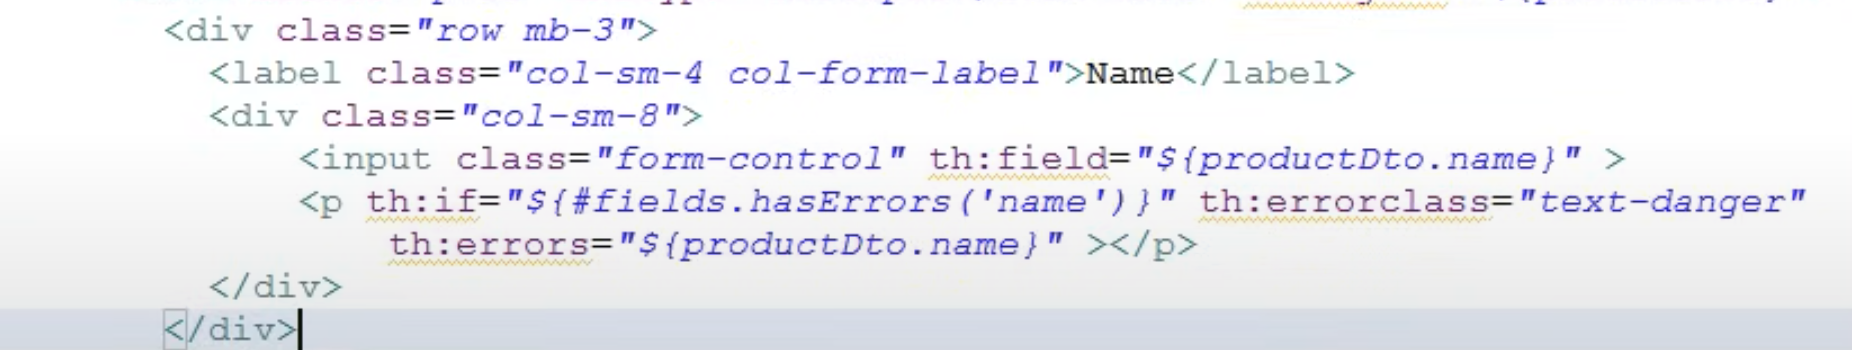 <div class="row mb-3">
<label class="col-sm-4 col-form-label">Name</label>
<div class="col-sm-8">
<input class="form-control" th:field="${productDto.name}" >
<p th:if="${#fields.hasErrors('name')}" th:errorclass="text-danger"
th:errors="${productDto.name}" ></p>
</div>
</div>